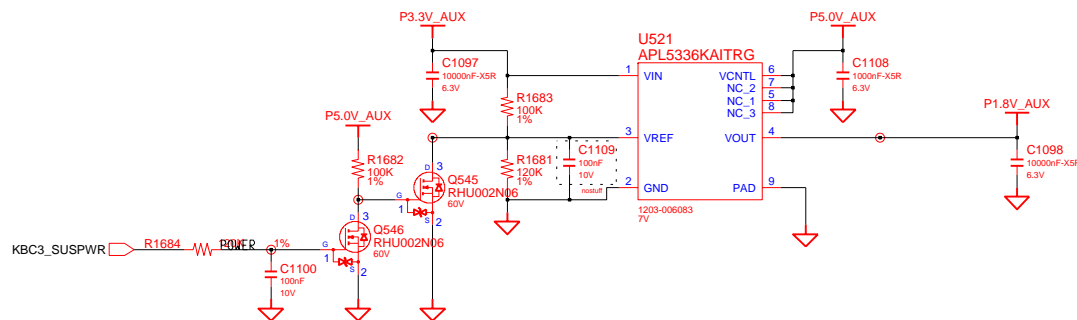 P3.3V_AUX
P5.0V_AUX
U521
APL5336KAITRG
C1097
10000nF-X5R
6.3V
1
VIN
VCNTL
6
NC_2
7
NC_1
5
NC_3
8
C1108
1000nF-X5R
6.3V
R1683
100K
1%
P5.0V_AUX
P1.8V_AUX
3
VREF
VOUT
4
R1682
100K
1%
D
3
Q545
RHU002N06
60V
G
1
S
2
R1681
120K
1%
C1109
100nF
10V
nostuff
2
GND
PAD
9
1203-006083
7V
C1098
10000nF-X5R
6.3V
D
3
Q546
RHU002N06
60V
G
1
S
2
KBC3_SUSPWR
R1684
POWER
1%
C1100
100nF
10V